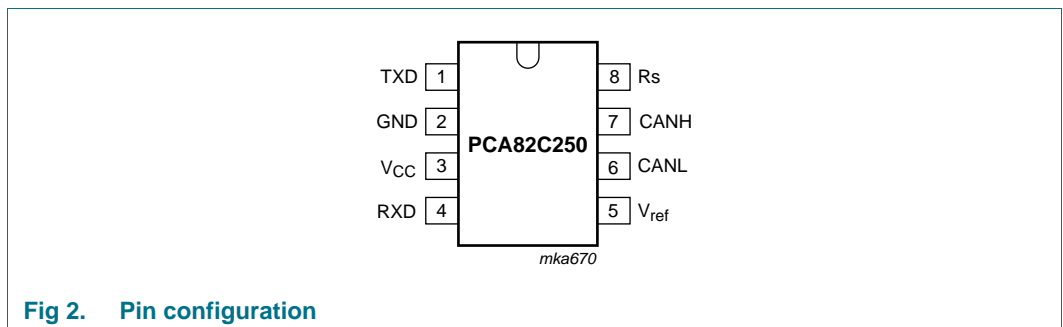 TXD 1 8 Rs
GND 2 7 CANH
PCA82C250
VCC 3 6 CANL
RXD 4 5 Vref
mka670
Fig 2. Pin configuration